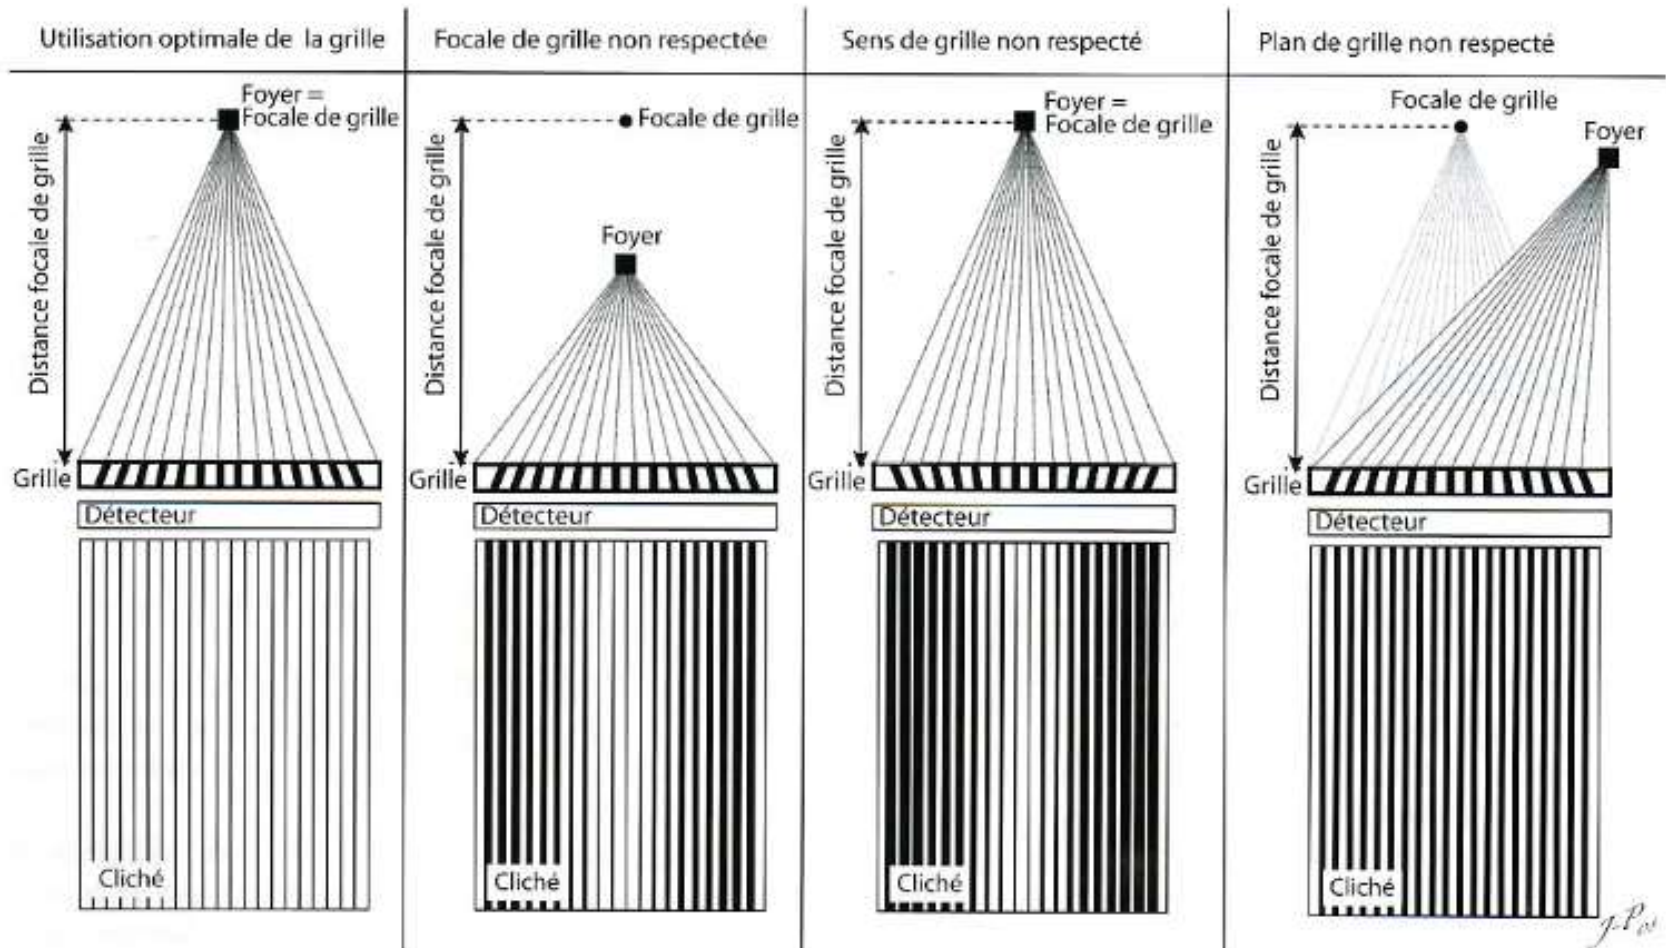 Utilisation optimale de la grille
Focale de grille non respectée
Sens de grille non respecté
Plan de grille non respecté
Foyer =
Focale de grille
Distance focale de grille
Grille
Détecteur
Cliché
Focale de grille
Foyer
Distance focale de grille
Grille
Détecteur
Cliché
Foyer =
Focale de grille
Distance focale de grille
Grille
Détecteur
Cliché
Focale de grille
Foyer
Distance focale de grille
Grille
Détecteur
Cliché